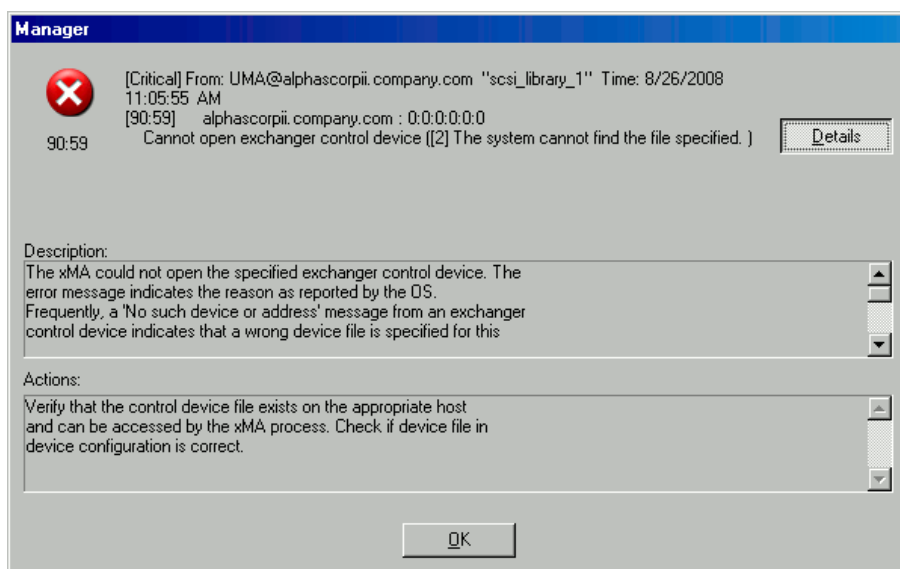 Manager
[Critical] From: UMA@alphascorpii.company.com "scsi_library_1" Time: 8/26/2008
11:05:55 AM
[90:59] alphascorpii.company.com : 0:0:0:0:0:0
Cannot open exchanger control device ([2] The system cannot find the file specified. )
90:59
Details
Description:
The xMA could not open the specified exchanger control device. The
error message indicates the reason as reported by the OS.
Frequently, a 'No such device or address' message from an exchanger
control device indicates that a wrong device file is specified for this
Actions:
Verify that the control device file exists on the appropriate host
and can be accessed by the xMA process. Check if device file in
device configuration is correct.
OK